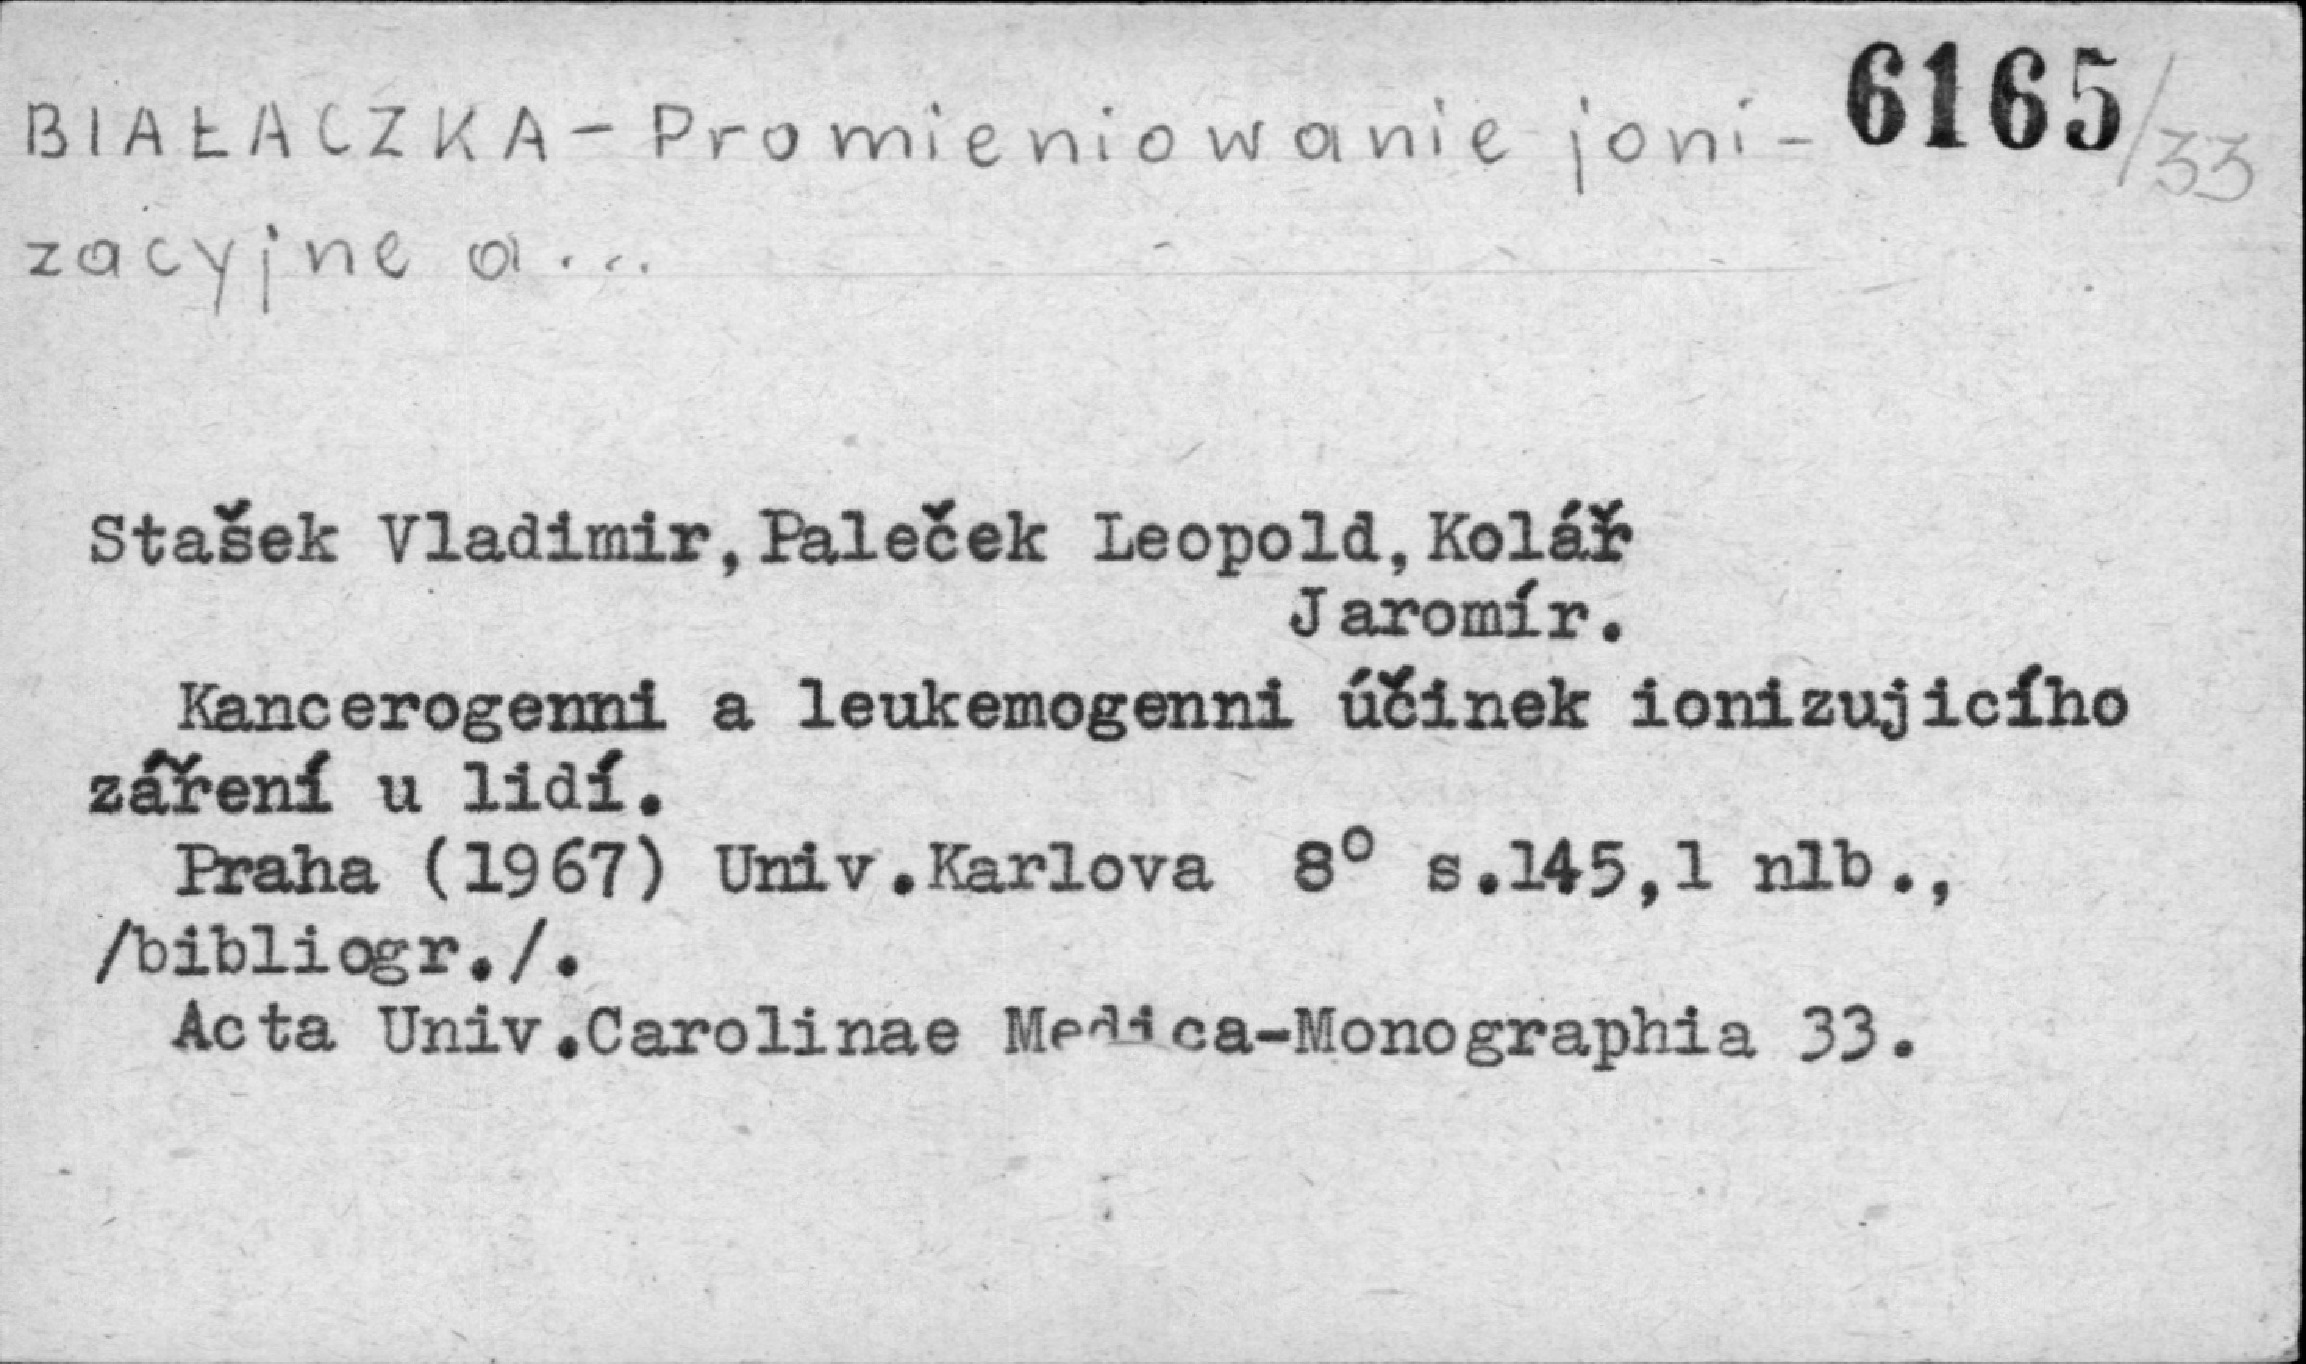 BIAŁACZKA - Promieniowanie joni- 6165/33
zacyjne a...
Stašek Vladimir,Paleček Leopold,Kolář
Jaromír.
Kancerogenni a leukemogenni účinek ionizujicího
záření u lidí.
Praha (1967) Univ.Karlova 8° s.145,1 nlb.,
/bibliogr./.
Acta Univ.Carolinae Medica-Monographia 33.